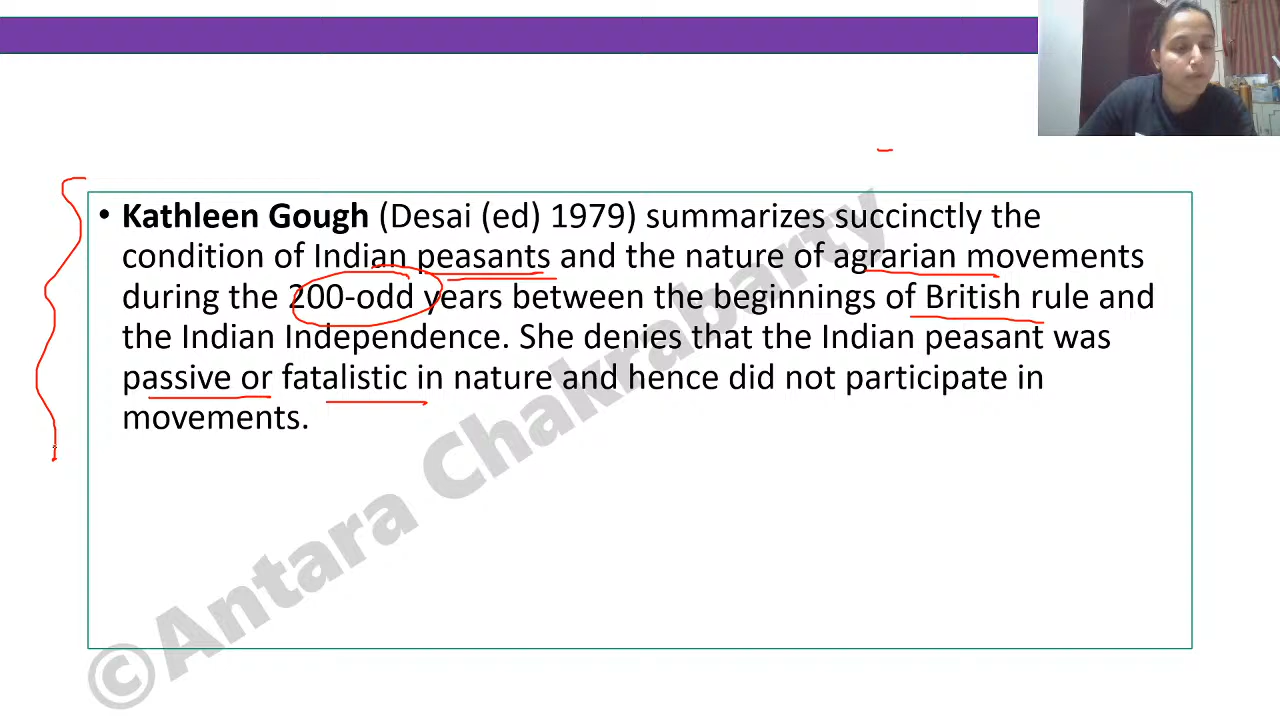 • Kathleen Gough (Desai (ed) 1979) summarizes succinctly the
condition of Indian peasants and the nature of agrarian movements
during the 200-odd years between the beginnings of British rule and
the Indian Independence. She denies that the Indian peasant was
passive or fatalistic in nature and hence did not participate in
movements.
©Antara Chakrabarty